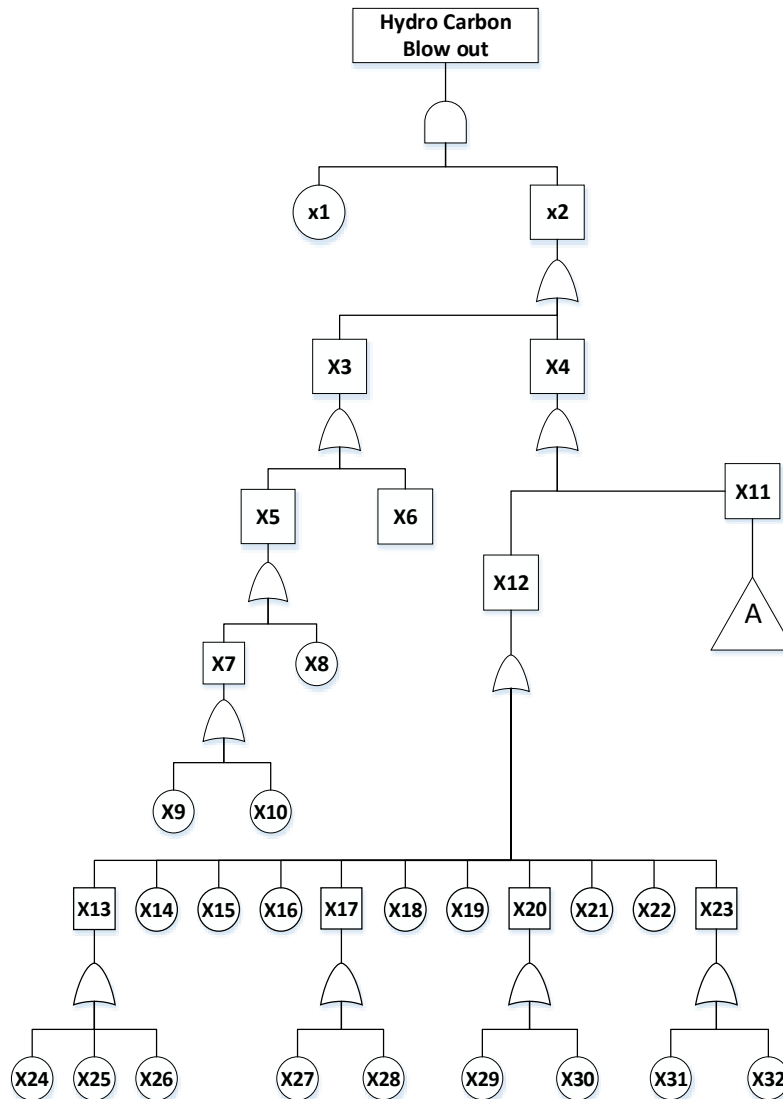 Hydro Carbon
Blow out
x1
x2
X3
X4
X11
X5
X6
X12
A
X7
X8
X9
X10
X13
X14
X15
X16
X17
X18
X19
X20
X21
X22
X23
X24
X25
X26
X27
X28
X29
X30
X31
X32